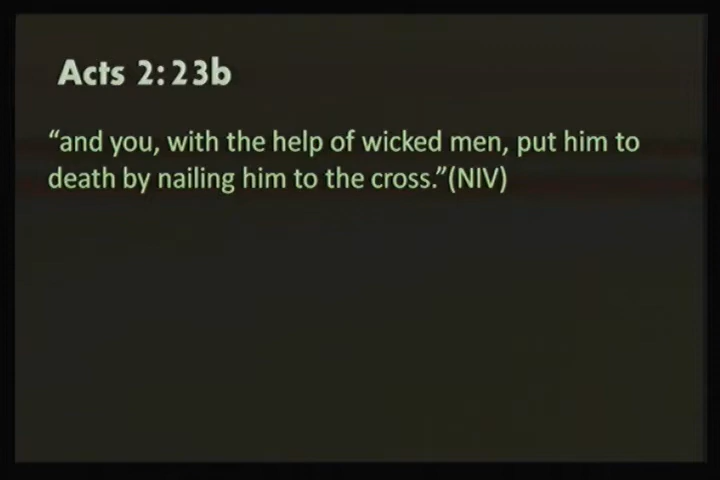 Acts 2:23b
“and you, with the help of wicked men, put him to
death by nailing him to the cross.”(NIV)